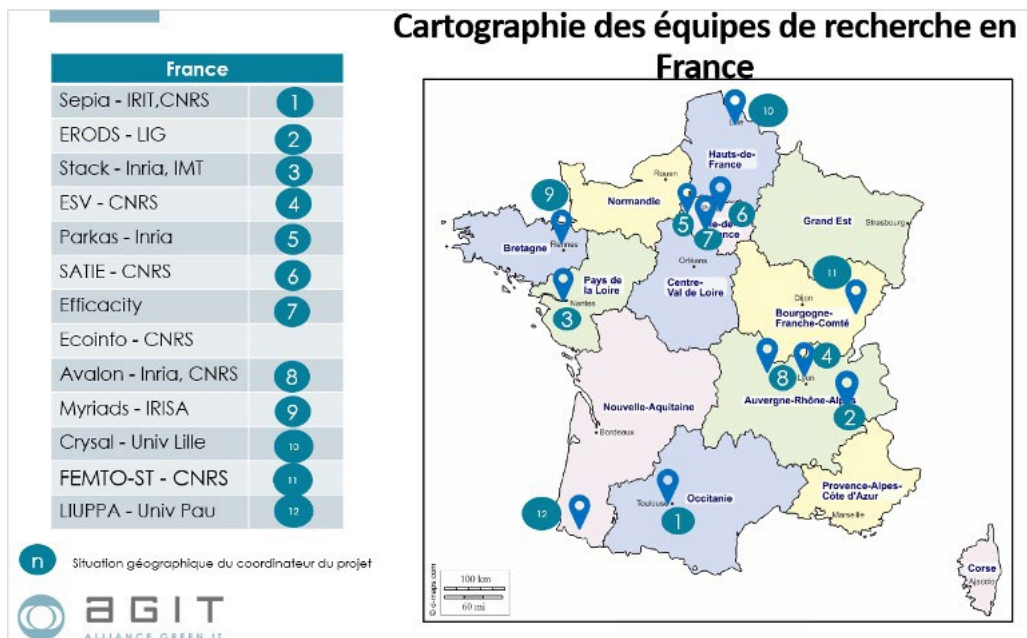 Cartographie des équipes de recherche en
France
France
Sepia - IRIT,CNRS 1
ERODS - LIG 2
Stack - Inria, IMT 3
ESV - CNRS 4
Parkas - Inria 5
SATIE - CNRS 6
Efficacity 7
Ecoinfo - CNRS
Avalon - Inria, CNRS 8
Myriads - IRISA 9
Crysal - Univ Lille 10
FEMTO-ST - CNRS 11
LIUPPA - Univ Pau 12
n Situation géographique du coordinateur du projet
AGIT
ALLIANCE GREEN IT
Lille
10
Hauts-de-
France
Rouen
9
Normandie
5
7
6
Grand Est
Strasbourg
Bretagne
Rennes
Orléans
Pays de
la Loire
Centre-
Val de Loire
11
Nantes
3
Dijon
Bourgogne-
Franche-Comté
4
8
Lyon
Auvergne-Rhône-Alpes
2
Nouvelle-Aquitaine
Bordeaux
Toulouse
Occitanie
1
12
Provence-Alpes-
Côte d'Azur
Marseille
Corse
Ajaccio
100 km
60 mi
© d-maps.com